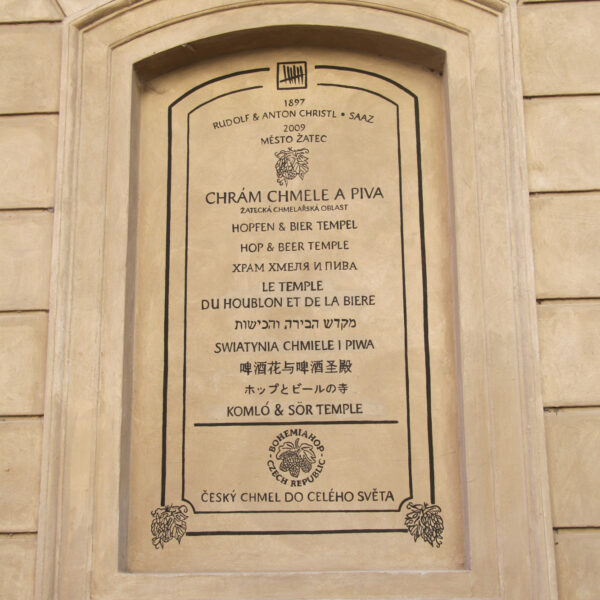 1897
RUDOLF & ANTON CHRISTL • SAAZ
2009
MĚSTO ŽATEC
CHRÁM CHMELE A PIVA
ŽATECKÁ CHMELAŘSKÁ OBLAST
HOPFEN & BIER TEMPEL
HOP & BEER TEMPLE
ХРАМ ХМЕЛЯ И ПИВА
LE TEMPLE
DU HOUBLON ET DE LA BIERE
מקדש הבירה והכישות
SWIATYNIA CHMIELE I PIWA
啤酒花与啤酒圣殿
ホップとビールの寺
KOMLÓ & SÖR TEMPLE
• BOHEMIAHOP •
CZECH REPUBLIC
ČESKÝ CHMEL DO CELÉHO SVĚTA